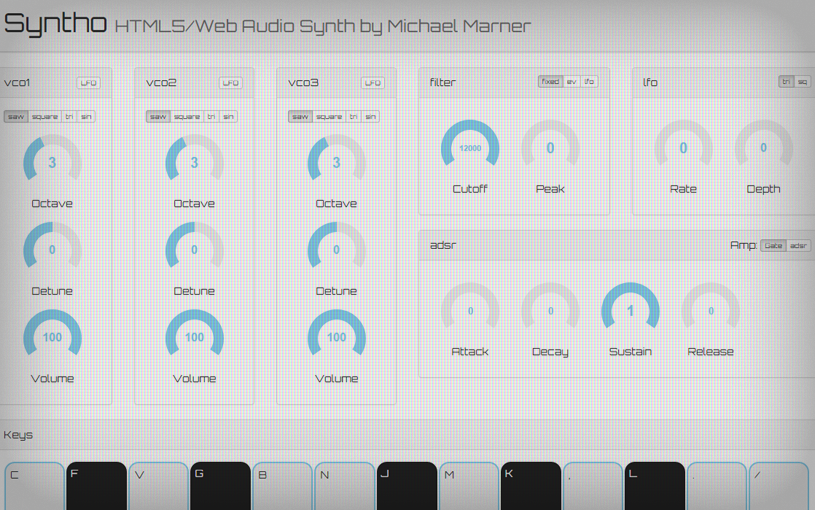 Syntho HTML5/Web Audio Synth by Michael Marner
vco1 LFO
saw square tri sin
3
Octave
0
Detune
100
Volume
vco2 LFO
saw square tri sin
3
Octave
0
Detune
100
Volume
vco3 LFO
saw square tri sin
3
Octave
0
Detune
100
Volume
filter fixed ev lfo
12000 0
Cutoff Peak
lfo tri sq
0 0
Rate Depth
adsr Amp: Gate adsr
0 0 1 0
Attack Decay Sustain Release
Keys
C F V G B N J M K , L . /